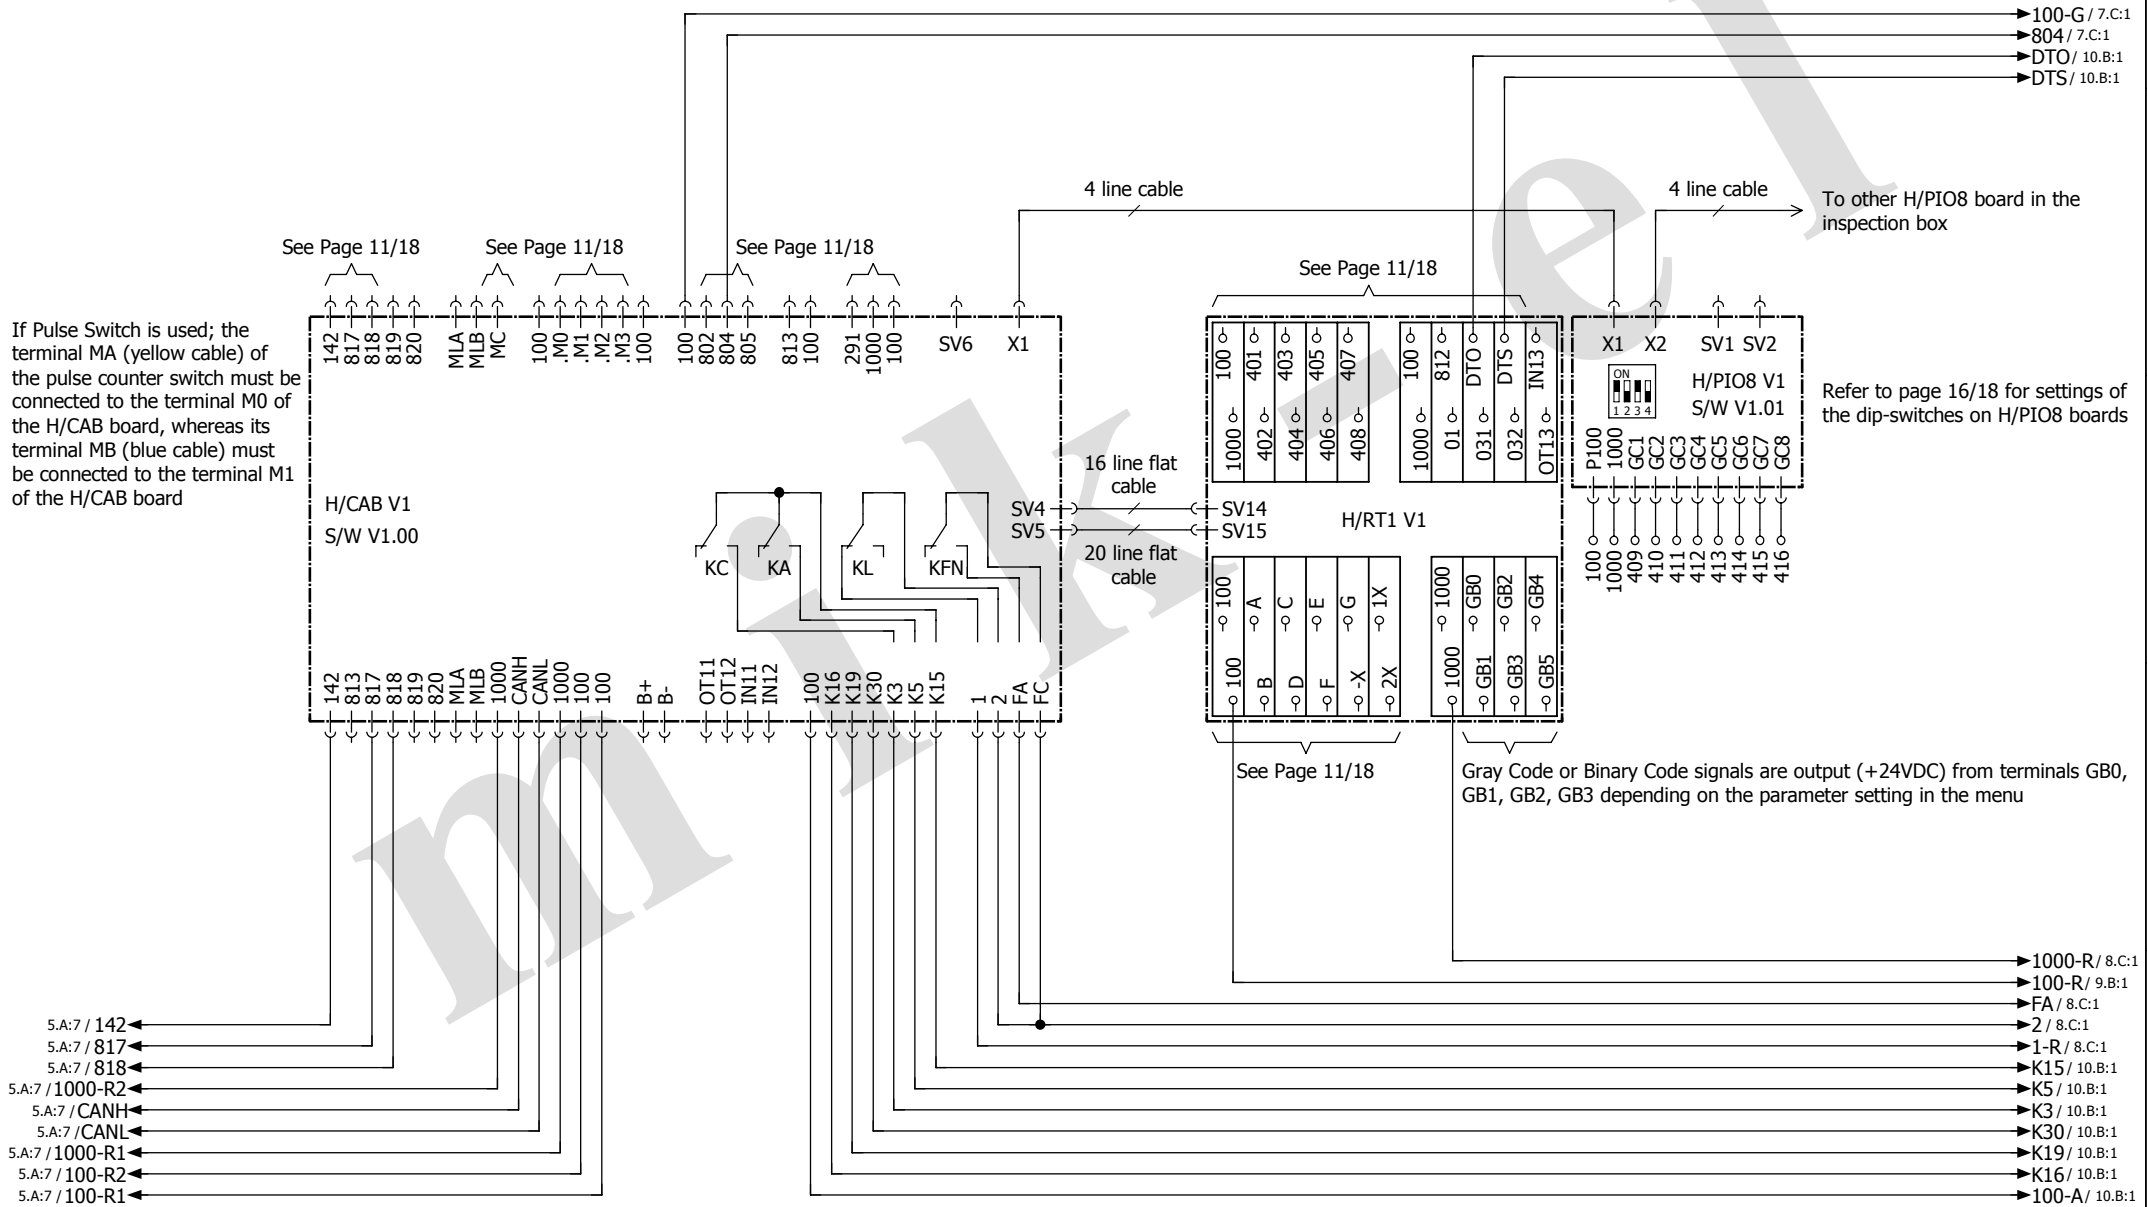 100-G / 7.C:1
804 / 7.C:1
DTO / 10.B:1
DTS / 10.B:1
4 line cable
4 line cable
To other H/PIO8 board in the
inspection box
See Page 11/18
See Page 11/18
See Page 11/18
See Page 11/18
If Pulse Switch is used; the
terminal MA (yellow cable) of
the pulse counter switch must be
connected to the terminal M0 of
the H/CAB board, whereas its
terminal MB (blue cable) must
be connected to the terminal M1
of the H/CAB board
142 817 818 819 820 MLA MLB MC 100 .M0 .M1 .M2 .M3 100 100 802 804 805 813 100 291 1000 100 SV6 X1
H/CAB V1
S/W V1.00
KC KA KL KFN
SV4
SV5
16 line flat
cable
20 line flat
cable
142 813 817 818 819 820 MLA MLB 1000 CANH CANL 1000 100 100 B+ B- OT11 OT12 IN11 IN12 100 K16 K19 K30 K3 K5 K15 1 2 FA FC
100 401 403 405 407 100 812 DTO DTS IN13
1000 402 404 406 408 1000 01 031 032 OT13
SV14
SV15
H/RT1 V1
100 A C E G 1X 1000 GB0 GB2 GB4
100 B D F -X 2X 1000 GB1 GB3 GB5
X1 X2 SV1 SV2
ON
1 2 3 4
H/PIO8 V1
S/W V1.01
P100 1000 GC1 GC2 GC3 GC4 GC5 GC6 GC7 GC8
100 1000 409 410 411 412 413 414 415 416
Refer to page 16/18 for settings of
the dip-switches on H/PIO8 boards
See Page 11/18
Gray Code or Binary Code signals are output (+24VDC) from terminals GB0,
GB1, GB2, GB3 depending on the parameter setting in the menu
5.A:7 / 142
5.A:7 / 817
5.A:7 / 818
5.A:7 / 1000-R2
5.A:7 / CANH
5.A:7 / CANL
5.A:7 / 1000-R1
5.A:7 / 100-R2
5.A:7 / 100-R1
1000-R / 8.C:1
100-R / 9.B:1
FA / 8.C:1
2 / 8.C:1
1-R / 8.C:1
K15 / 10.B:1
K5 / 10.B:1
K3 / 10.B:1
K30 / 10.B:1
K19 / 10.B:1
K16 / 10.B:1
100-A / 10.B:1
mik-el